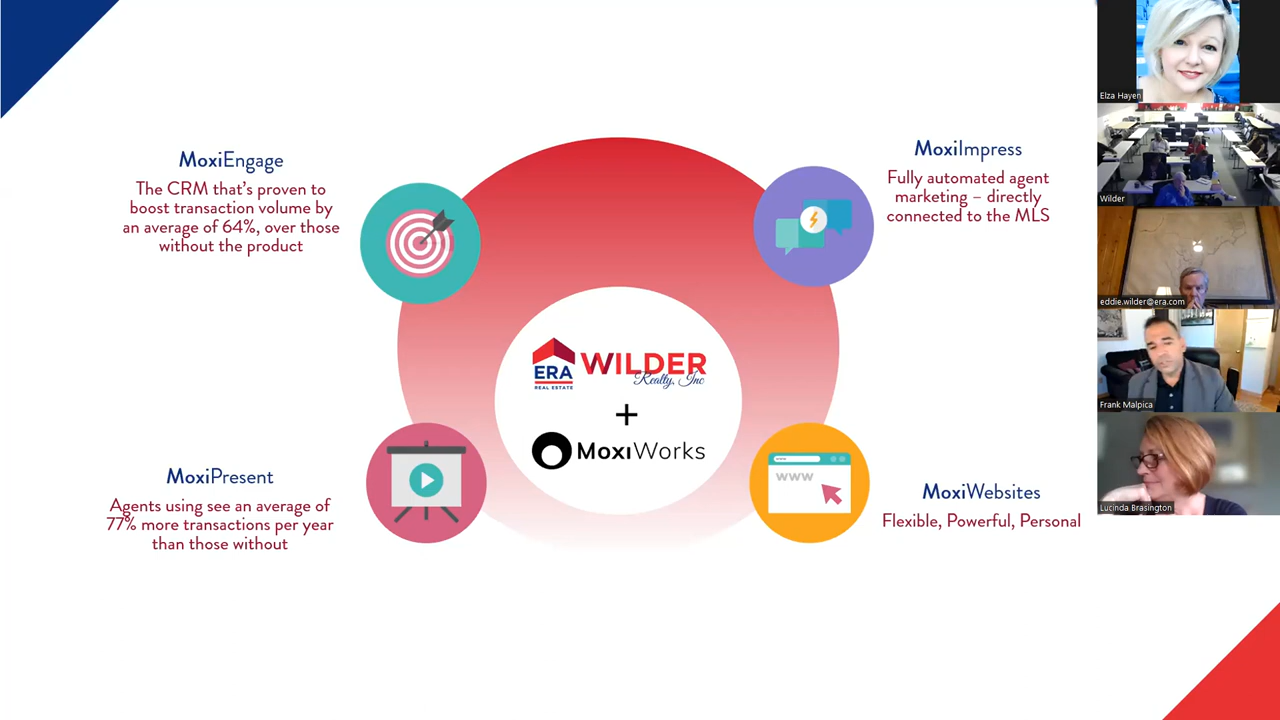 MoxiEngage
The CRM that's proven to
boost transaction volume by
an average of 64%, over those
without the product
MoxiImpress
Fully automated agent
marketing – directly
connected to the MLS
ERA
REAL ESTATE
WILDER
Realty, Inc
+
MoxiWorks
MoxiPresent
Agents using see an average of
77% more transactions per year
than those without
www
MoxiWebsites
Flexible, Powerful, Personal
Elza Hayen
Wilder
eddie.wilder@era.com
Frank Malpica
Lucinda Brasington